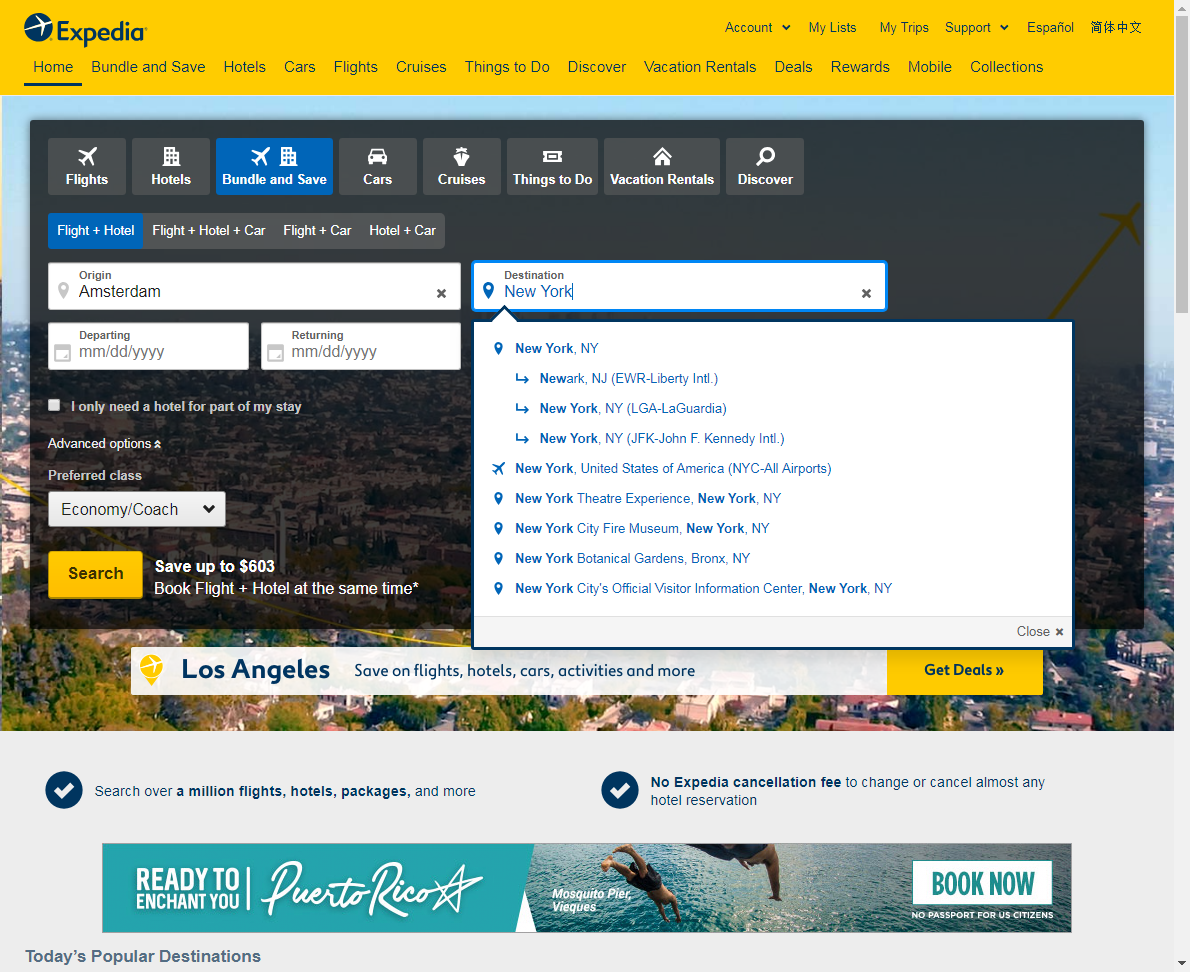 Expedia
Account My Lists My Trips Support Español 简体中文
Home Bundle and Save Hotels Cars Flights Cruises Things to Do Discover Vacation Rentals Deals Rewards Mobile Collections
Flights Hotels Bundle and Save Cars Cruises Things to Do Vacation Rentals Discover
Flight + Hotel Flight + Hotel + Car Flight + Car Hotel + Car
Origin
Amsterdam
Destination
New York
Departing
mm/dd/yyyy
Returning
mm/dd/yyyy
I only need a hotel for part of my stay
Advanced options
Preferred class
Economy/Coach
Search
Save up to $603
Book Flight + Hotel at the same time*
New York, NY
Newark, NJ (EWR-Liberty Intl.)
New York, NY (LGA-LaGuardia)
New York, NY (JFK-John F. Kennedy Intl.)
New York, United States of America (NYC-All Airports)
New York Theatre Experience, New York, NY
New York City Fire Museum, New York, NY
New York Botanical Gardens, Bronx, NY
New York City's Official Visitor Information Center, New York, NY
Close
Los Angeles Save on flights, hotels, cars, activities and more Get Deals »
Search over a million flights, hotels, packages, and more
No Expedia cancellation fee to change or cancel almost any
hotel reservation
READY TO
ENCHANT YOU
Puerto Rico
Mosquito Pier,
Vieques
BOOK NOW
NO PASSPORT FOR US CITIZENS
Today's Popular Destinations